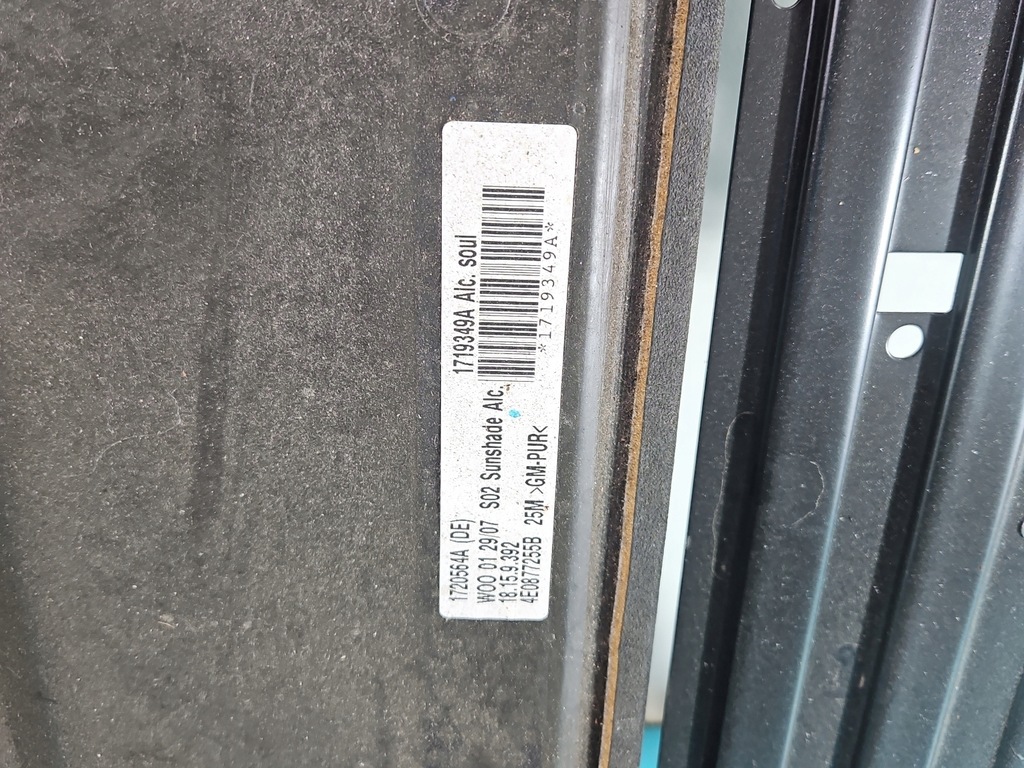 1720564A (DE) 1719349A Alc. soul
WOO 01 29/07 S02 Sunshade Alc.
18.15.9.392
4E0877255B 25M >GM-PUR<
*1719349A*